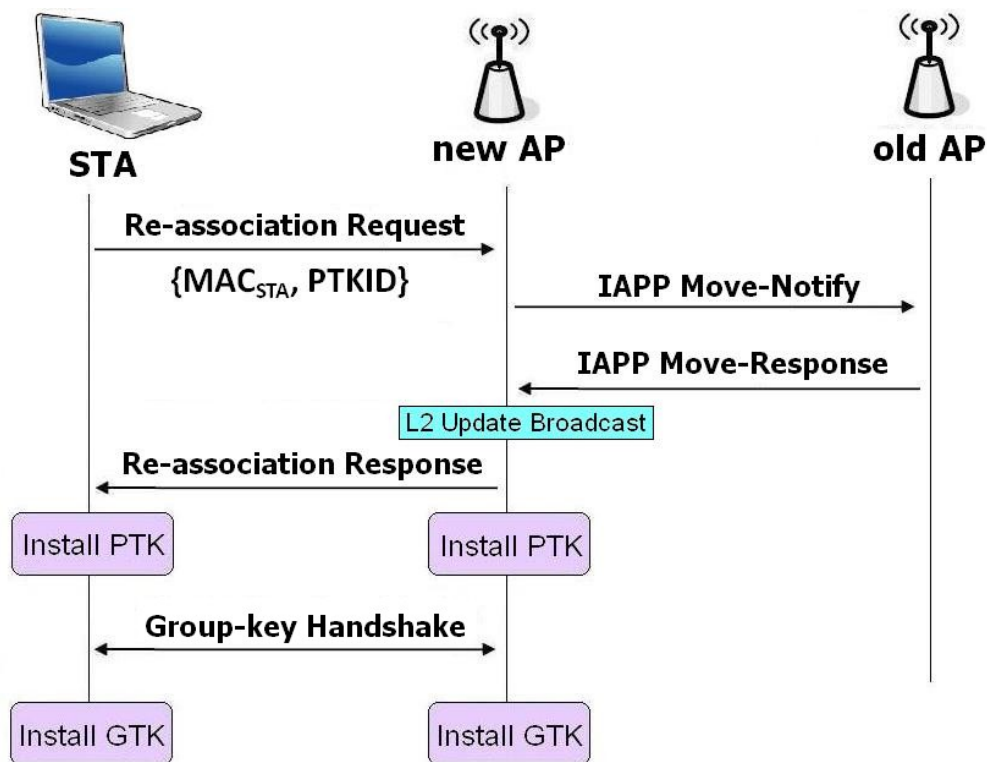 STA
new AP
old AP
Re-association Request
{MAC_STA, PTKID}
IAPP Move-Notify
IAPP Move-Response
L2 Update Broadcast
Re-association Response
Install PTK
Install PTK
Group-key Handshake
Install GTK
Install GTK